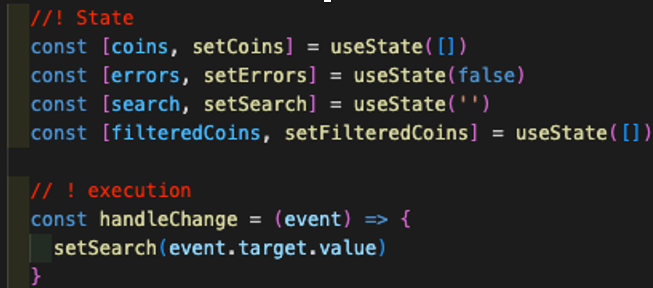 //! State
const [coins, setCoins] = useState([])
const [errors, setErrors] = useState(false)
const [search, setSearch] = useState('')
const [filteredCoins, setFilteredCoins] = useState([])
// ! execution
const handleChange = (event) => {
setSearch(event.target.value)
}